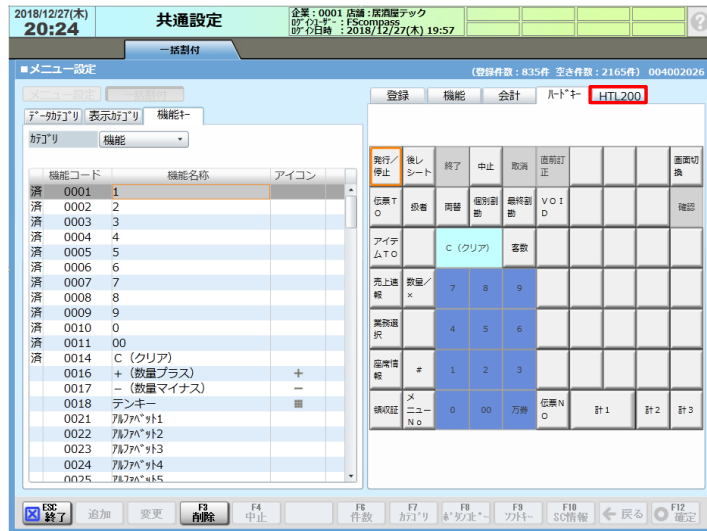 2018/12/27(木)
20:24
共通設定
企業：0001 店舗：居酒屋テック
ﾛｸﾞｲﾝﾕｰｻﾞｰ：FScompass
ﾛｸﾞｲﾝ日時 ：2018/12/27(木) 19:57
一括割付
■メニュー設定
(登録件数：835件 空き件数：2165件) 004002026
メニュー設定 一括割付
登録 機能 会計 ﾊｰﾄﾞｷｰ HTL200
ﾃﾞｰﾀｶﾃｺﾞﾘ 表示ｶﾃｺﾞﾘ 機能ｷｰ
ｶﾃｺﾞﾘ 機能
機能コード 機能名称 アイコン
済 0001 1
済 0002 2
済 0003 3
済 0004 4
済 0005 5
済 0006 6
済 0007 7
済 0008 8
済 0009 9
済 0010 0
済 0011 00
済 0014 C（クリア）
0016 +（数量プラス） +
0017 −（数量マイナス） −
0018 テンキー
0021 ｱﾙﾌｧﾍﾞｯﾄ1
0022 ｱﾙﾌｧﾍﾞｯﾄ2
0023 ｱﾙﾌｧﾍﾞｯﾄ3
0024 ｱﾙﾌｧﾍﾞｯﾄ4
0025 ｱﾙﾌｧﾍﾞｯﾄ5
発行／停止 後レシート 終了 中止 取消 直前訂正 画面切換
伝票TO 扱者 両替 個別割勘 最終割勘 VOID 確認
アイテムTO C（クリア） 客数
売上速報 数量／× 7 8 9
業務選択 4 5 6
座席情報 # 1 2 3
領収証 メニューNo 0 00 万券 伝票NO 計1 計2 計3
ESC 終了 追加 変更 F3 削除 F4 中止 F6 件数 F7 ｶﾃｺﾞﾘ F8 ﾎﾞﾀﾝｺﾋﾟｰ F9 ｿﾌﾄｷｰ F10 SC情報 戻る F12 確定